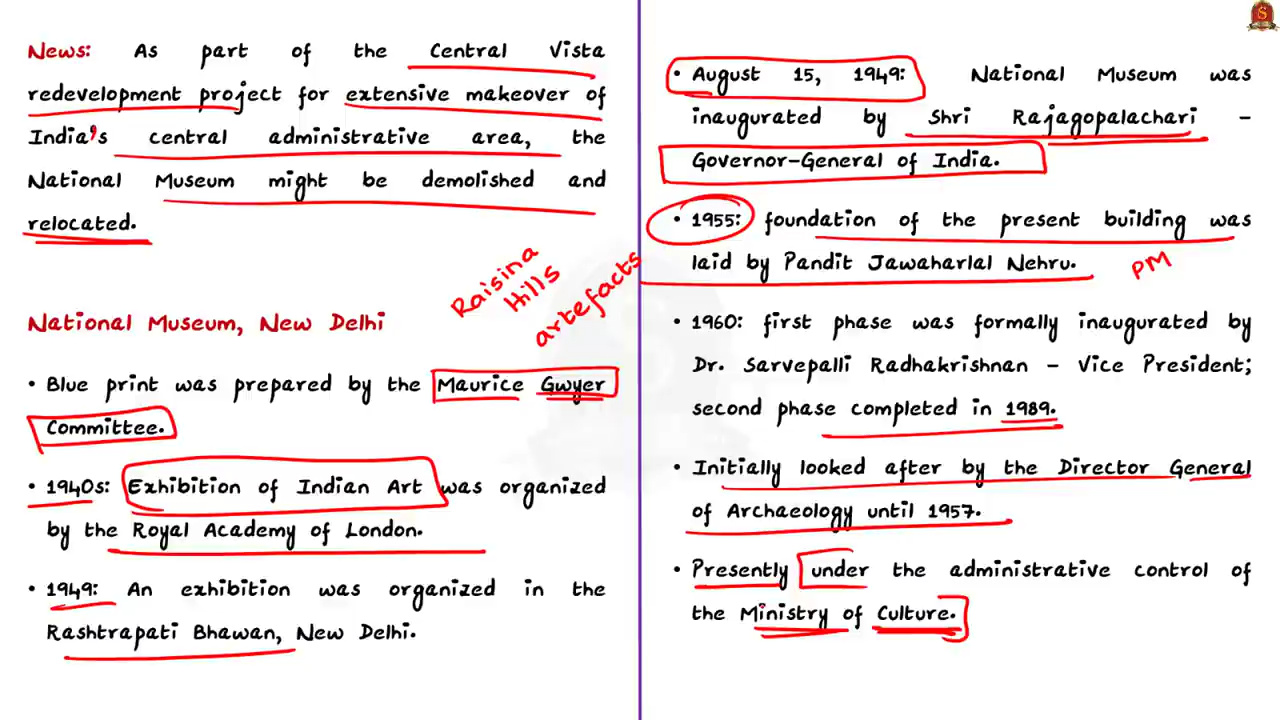 News: As part of the Central Vista
redevelopment project for extensive makeover of
India's central administrative area, the
National Museum might be demolished and
relocated.
Raisina
Hills
artefacts
National Museum, New Delhi
• Blue print was prepared by the Maurice Gwyer
Committee.
• 1940s: Exhibition of Indian Art was organized
by the Royal Academy of London.
• 1949: An exhibition was organized in the
Rashtrapati Bhawan, New Delhi.
• August 15, 1949: National Museum was
inaugurated by Shri Rajagopalachari –
Governor-General of India.
• 1955: foundation of the present building was
laid by Pandit Jawaharlal Nehru.
PM
• 1960: first phase was formally inaugurated by
Dr. Sarvepalli Radhakrishnan – Vice President;
second phase completed in 1989.
• Initially looked after by the Director General
of Archaeology until 1957.
• Presently under the administrative control of
the Ministry of Culture.